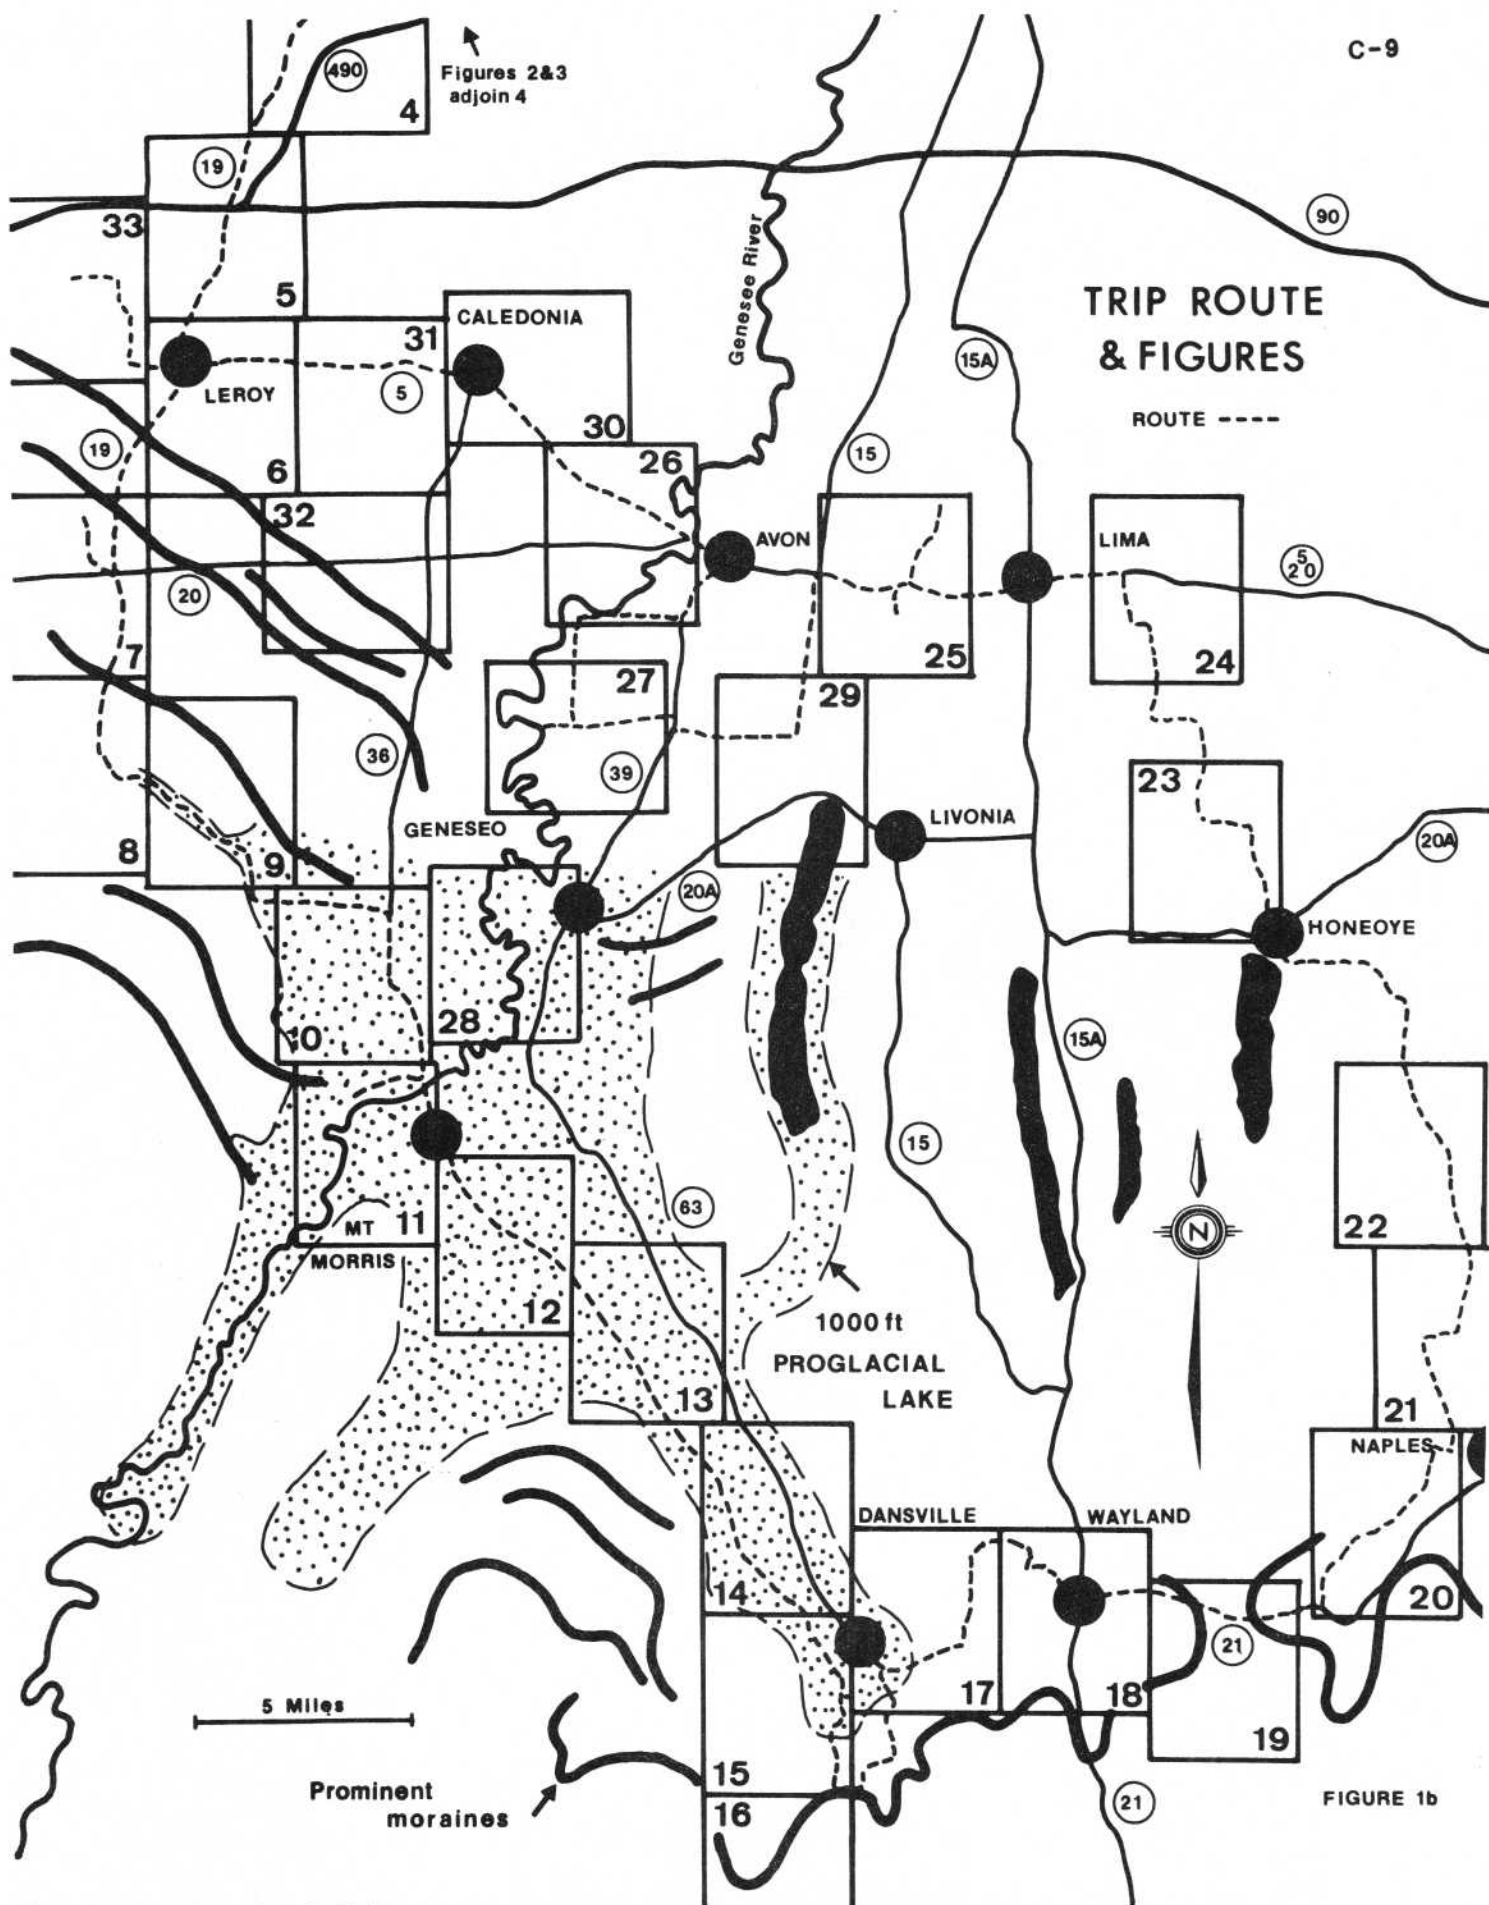 C-9
490
Figures 2&3
adjoin 4
4
19
33
90
Genesee River
5
TRIP ROUTE
& FIGURES
ROUTE
CALEDONIA
31
LEROY
5
30
15A
15
19
6
26
32
AVON
LIMA
5
20
20
7
25
24
27
29
36
39
23
GENESEO
LIVONIA
8
9
20A
20A
HONEOYE
10
28
15A
15
63
11
MT
MORRIS
N
22
12
1000 ft
PROGLACIAL
LAKE
13
21
NAPLES
DANSVILLE
WAYLAND
14
20
21
5 Miles
17
18
19
15
Prominent
moraines
16
21
FIGURE 1b